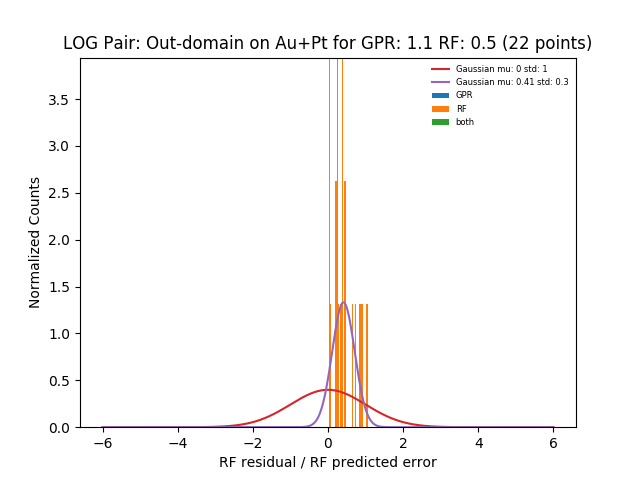 LOG Pair: Out-domain on Au+Pt for GPR: 1.1 RF: 0.5 (22 points)
Gaussian mu: 0 std: 1
Gaussian mu: 0.41 std: 0.3
GPR
RF
both
Normalized Counts
3.5
3.0
2.5
2.0
1.5
1.0
0.5
0.0
−6 −4 −2 0 2 4 6
RF residual / RF predicted error